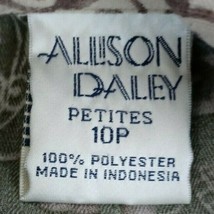 ALLISON
DALEY
PETITES
10P
100% POLYESTER
MADE IN INDONESIA